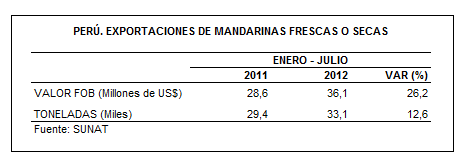 PERÚ. EXPORTACIONES DE MANDARINAS FRESCAS O SECAS
ENERO - JULIO
2011 2012 VAR (%)
VALOR FOB (Millones de US$) 28,6 36,1 26,2
TONELADAS (Miles) 29,4 33,1 12,6
Fuente: SUNAT